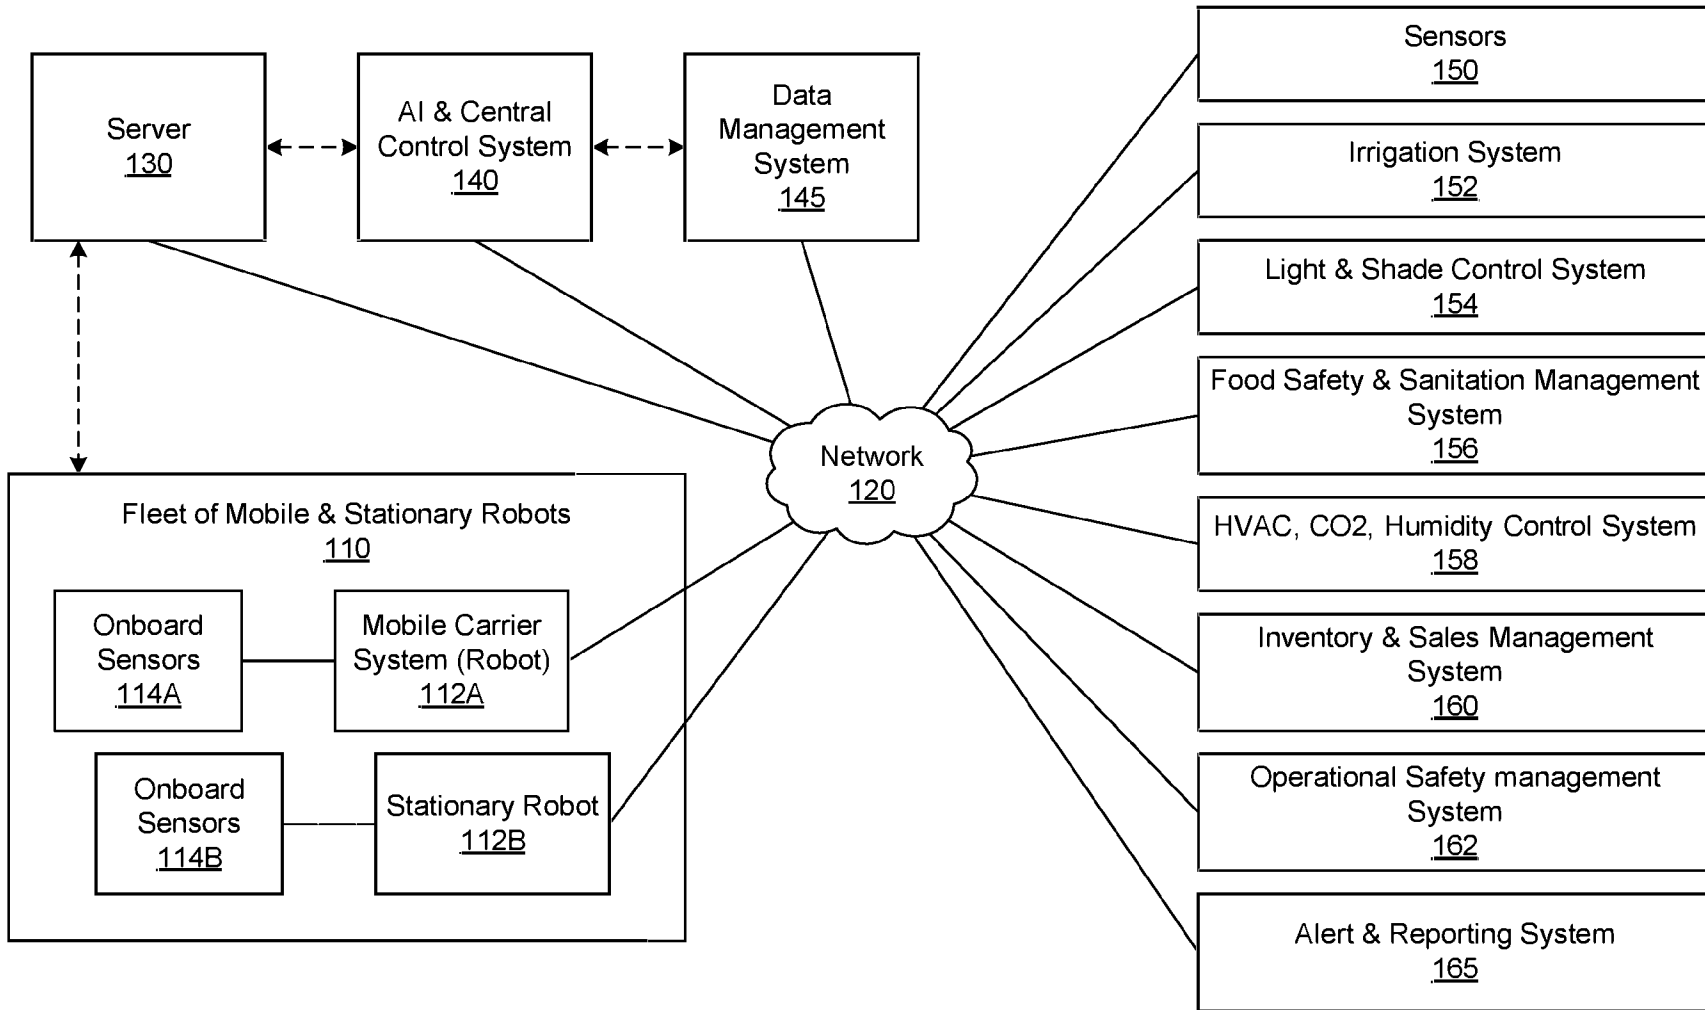 Server
130
AI & Central
Control System
140
Data
Management
System
145
Sensors
150
Irrigation System
152
Light & Shade Control System
154
Food Safety & Sanitation Management
System
156
HVAC, CO2, Humidity Control System
158
Inventory & Sales Management
System
160
Operational Safety management
System
162
Alert & Reporting System
165
Network
120
Fleet of Mobile & Stationary Robots
110
Onboard
Sensors
114A
Mobile Carrier
System (Robot)
112A
Onboard
Sensors
114B
Stationary Robot
112B